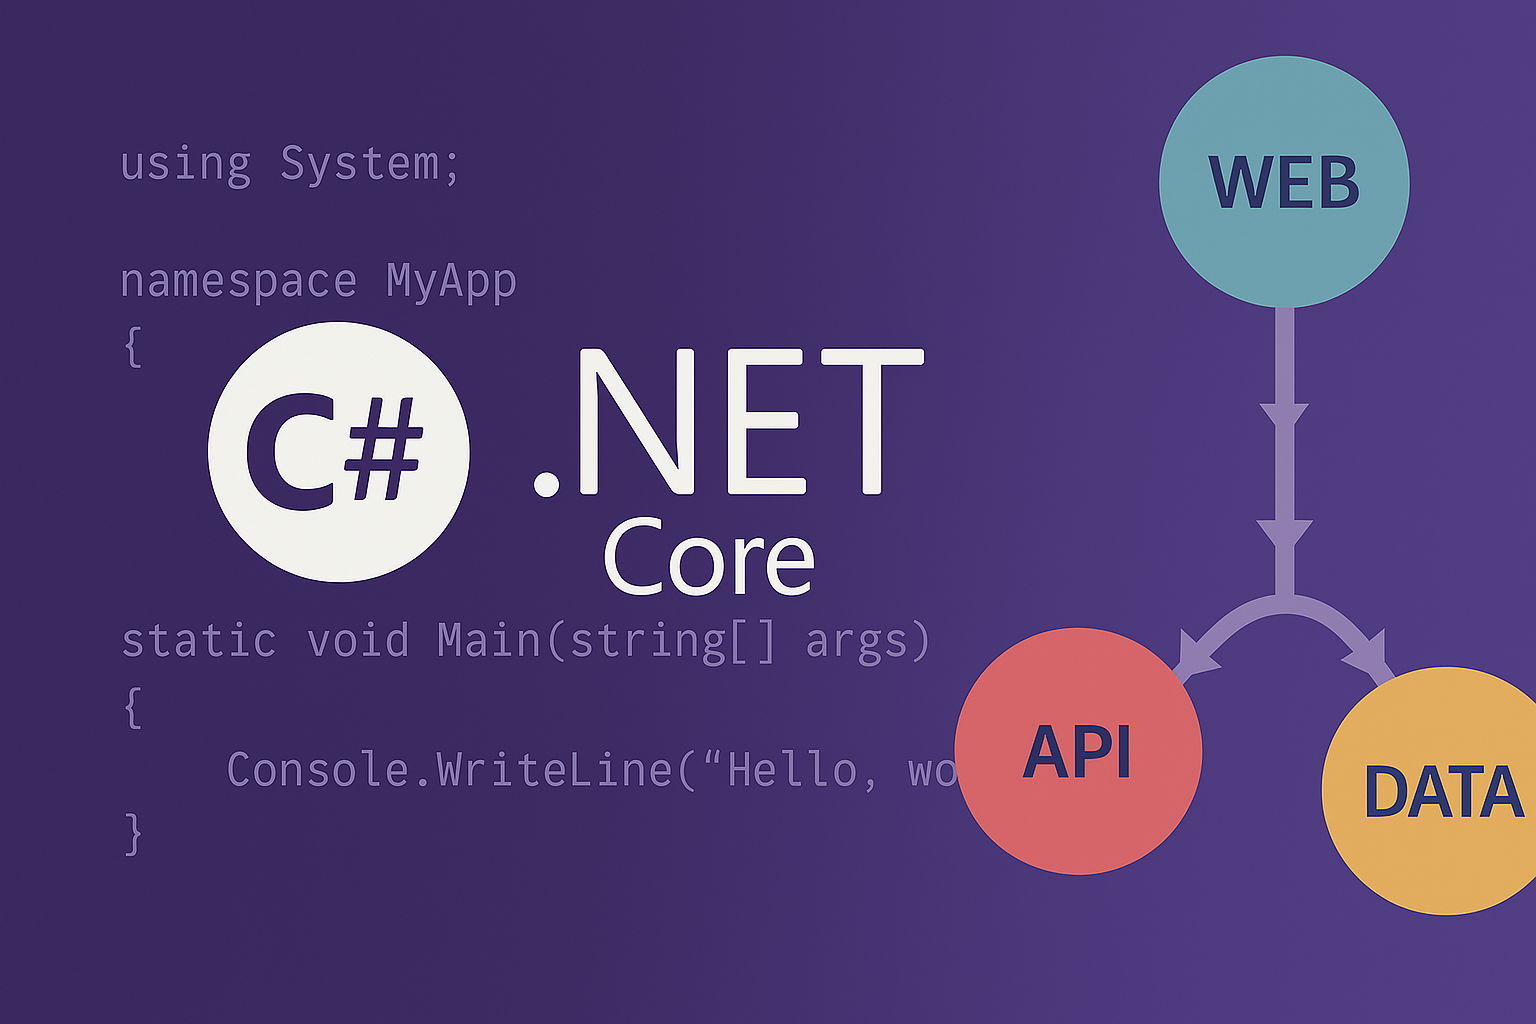 using System;
namespace MyApp
{
C#
.NET
Core
static void Main(string[] args)
{
Console.WriteLine(“Hello, wo
}
WEB
API
DATA